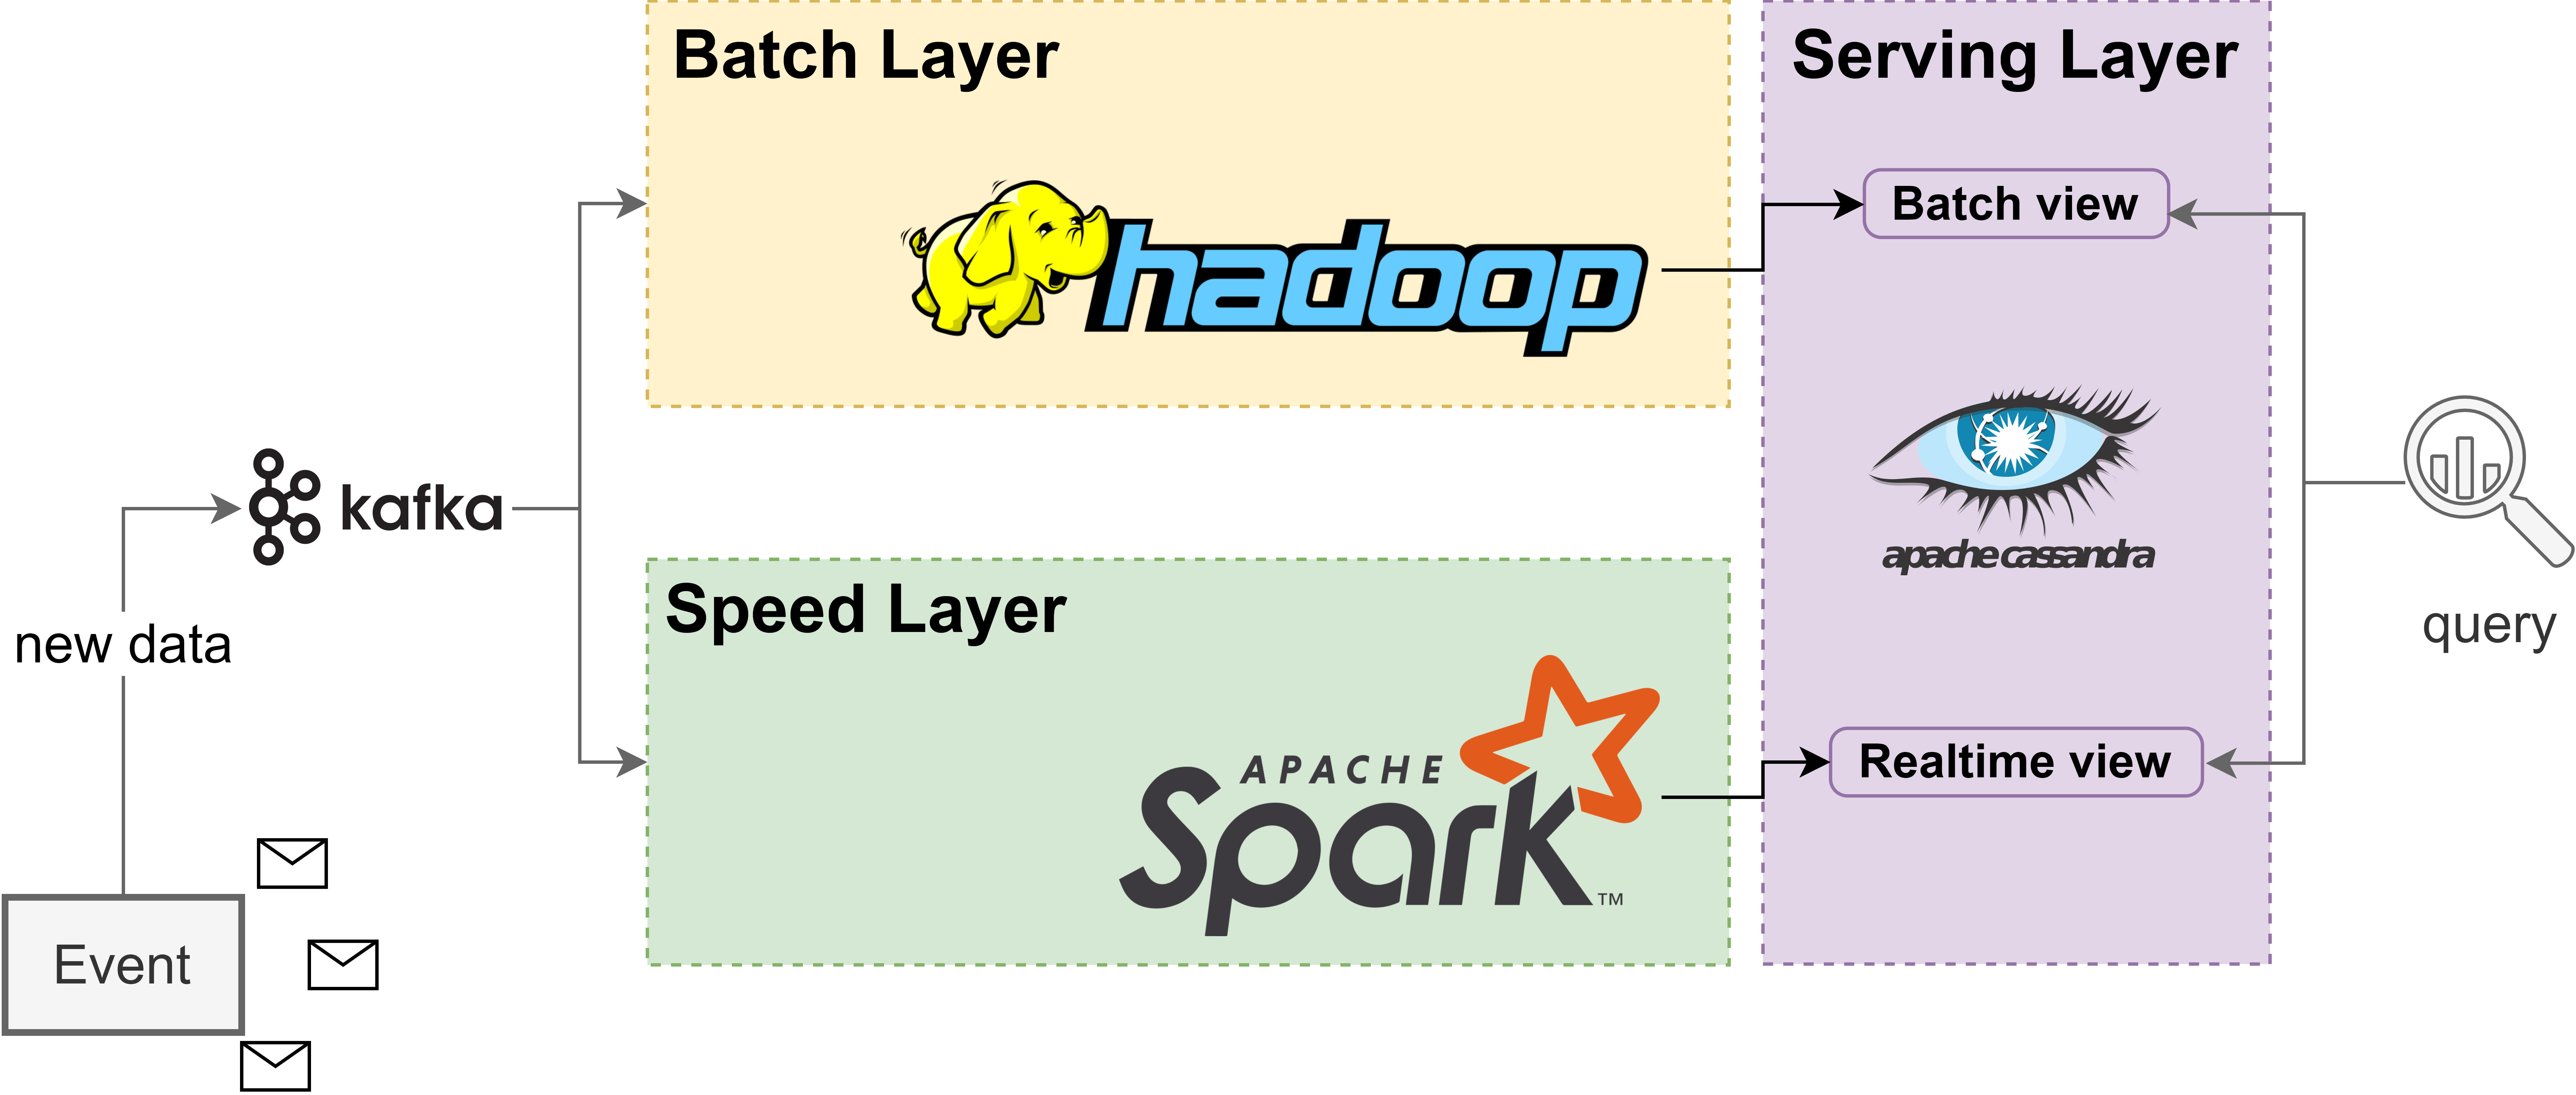 Batch Layer
hadoop
Serving Layer
Batch view
apache cassandra
Realtime view
kafka
new data
Event
Speed Layer
APACHE
Spark
TM
query